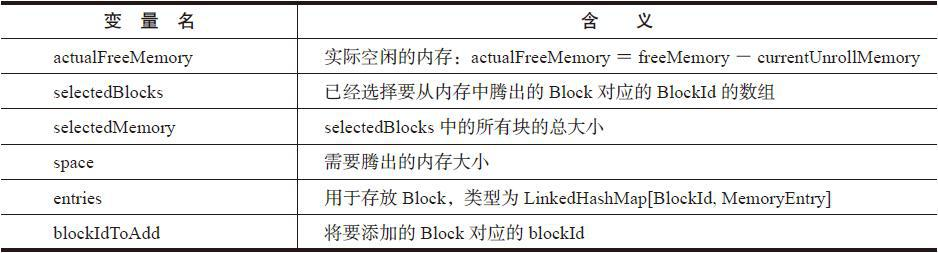 变 量 名 含 义
actualFreeMemory 实际空闲的内存：actualFreeMemory = freeMemory − currentUnrollMemory
selectedBlocks 已经选择要从内存中腾出的 Block 对应的 BlockId 的数组
selectedMemory selectedBlocks 中的所有块的总大小
space 需要腾出的内存大小
entries 用于存放 Block，类型为 LinkedHashMap[BlockId, MemoryEntry]
blockIdToAdd 将要添加的 Block 对应的 blockId